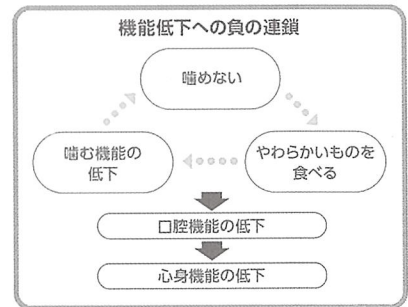 機能低下への負の連鎖
噛めない
噛む機能の
低下
やわらかいものを
食べる
口腔機能の低下
心身機能の低下